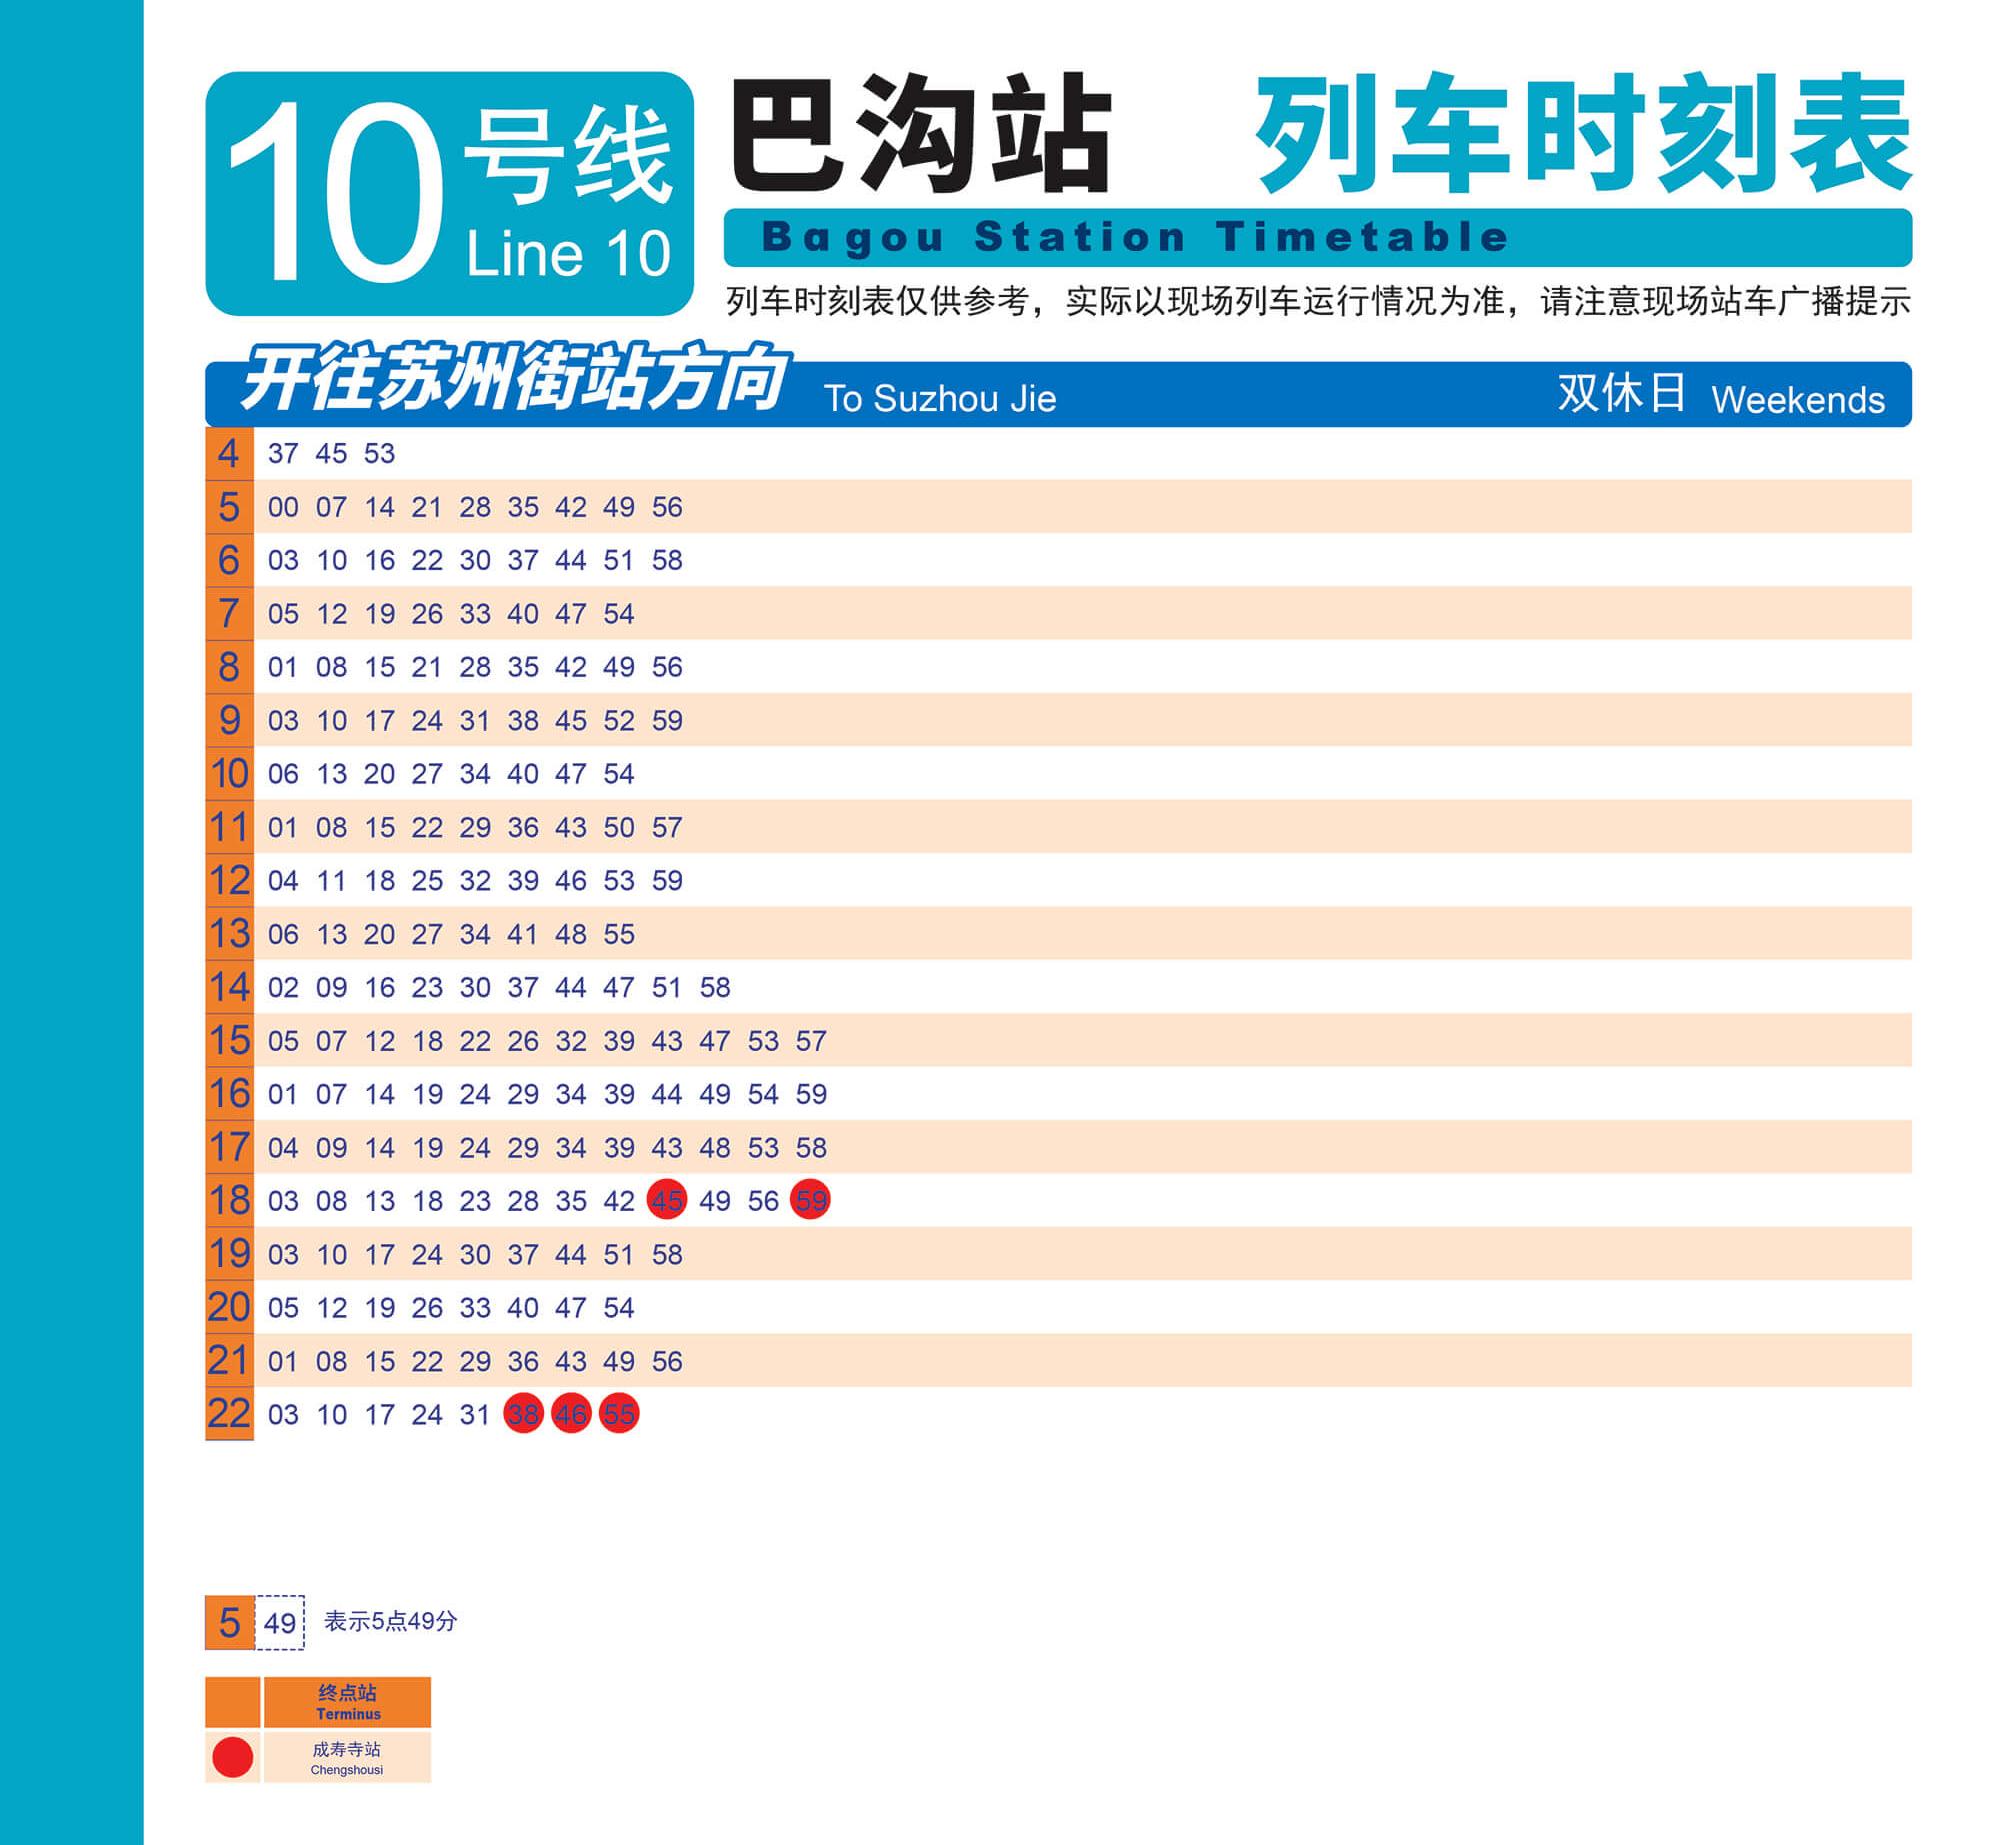 10号线
Line 10
巴沟站 列车时刻表
Bagou Station Timetable
列车时刻表仅供参考，实际以现场列车运行情况为准，请注意现场站车广播提示
开往苏州街站方向 To Suzhou Jie 双休日 Weekends
4 37 45 53
5 00 07 14 21 28 35 42 49 56
6 03 10 16 22 30 37 44 51 58
7 05 12 19 26 33 40 47 54
8 01 08 15 21 28 35 42 49 56
9 03 10 17 24 31 38 45 52 59
10 06 13 20 27 34 40 47 54
11 01 08 15 22 29 36 43 50 57
12 04 11 18 25 32 39 46 53 59
13 06 13 20 27 34 41 48 55
14 02 09 16 23 30 37 44 47 51 58
15 05 07 12 18 22 26 32 39 43 47 53 57
16 01 07 14 19 24 29 34 39 44 49 54 59
17 04 09 14 19 24 29 34 39 43 48 53 58
18 03 08 13 18 23 28 35 42 45 49 56 59
19 03 10 17 24 30 37 44 51 58
20 05 12 19 26 33 40 47 54
21 01 08 15 22 29 36 43 49 56
22 03 10 17 24 31 38 46 55
5 49 表示5点49分
终点站
Terminus
成寿寺站
Chengshousi